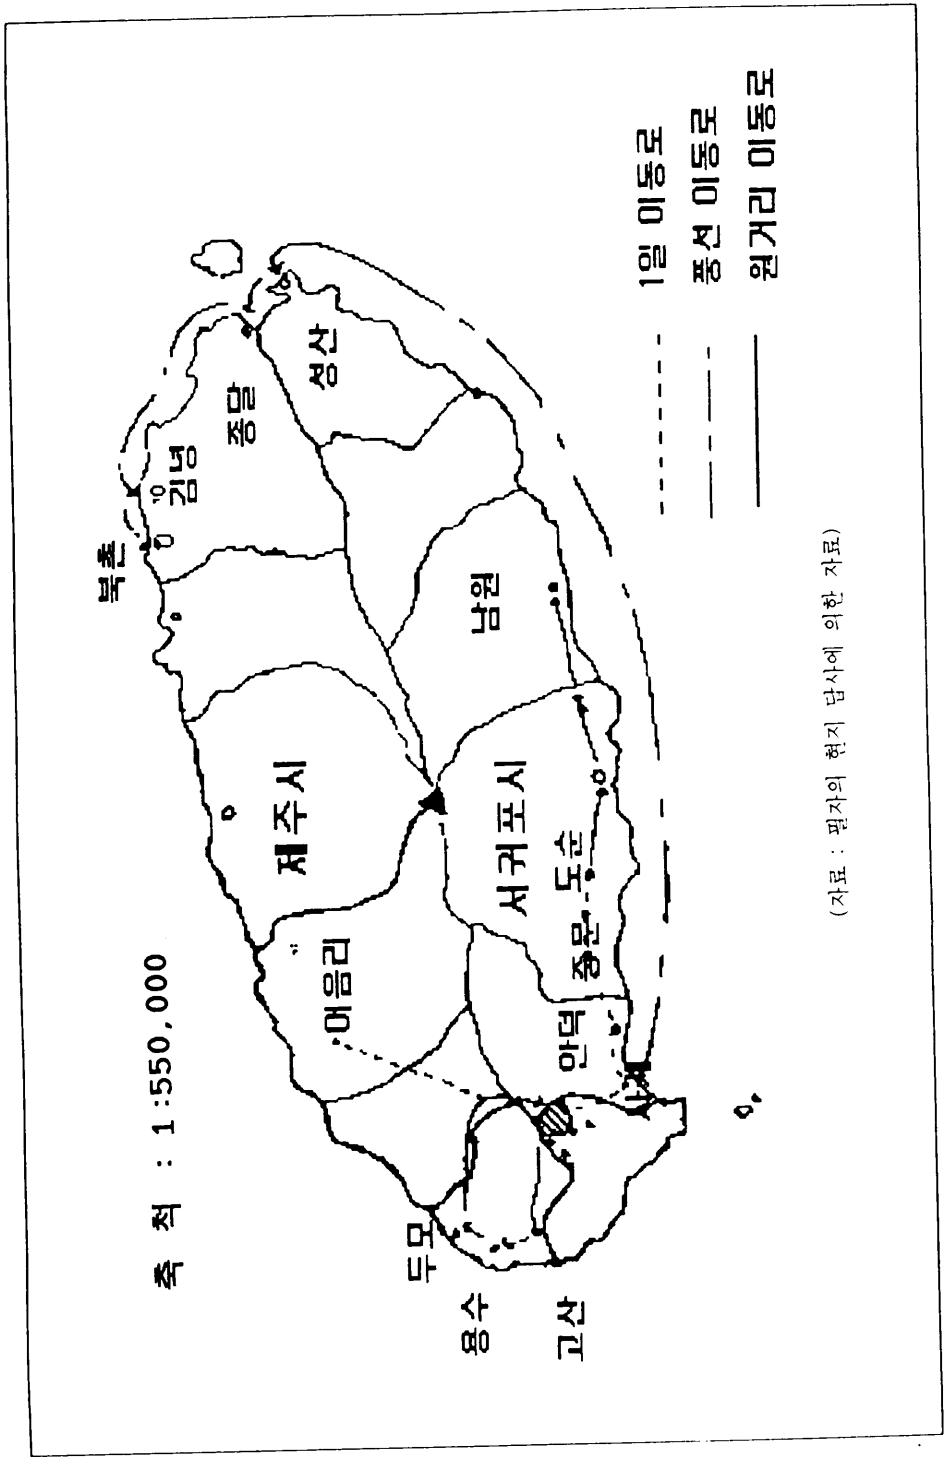 축 척 : 1:550,000
북촌
10
김녕
종달
성산
제주시
어음리
남원
서귀포시
도순
중문
안덕
두모
용수
고산
1일 이동로
풍선 이동로
원거리 이동로
(자료 : 필자의 현지 답사에 의한 자료)